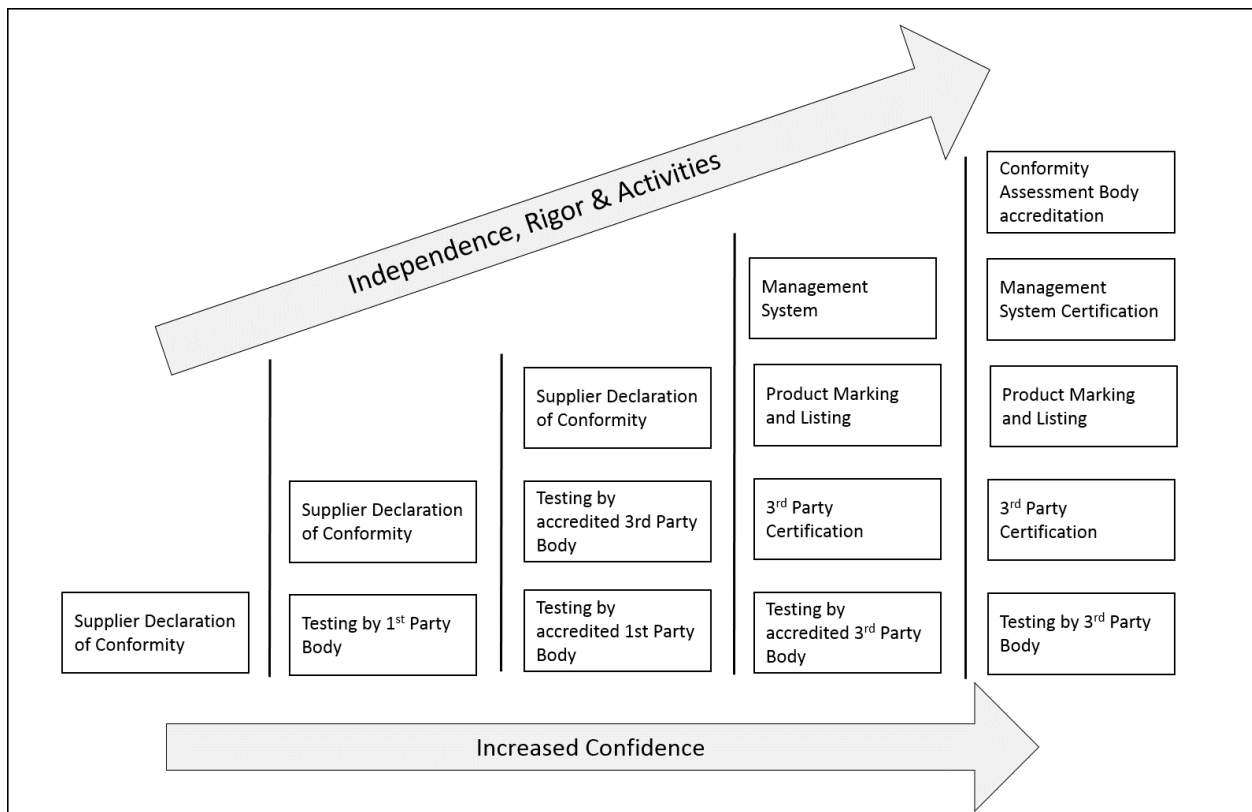 Independence, Rigor & Activities
Supplier Declaration
of Conformity
Supplier Declaration
of Conformity
Testing by 1st Party
Body
Supplier Declaration
of Conformity
Testing by
accredited 3rd Party
Body
Testing by
accredited 1st Party
Body
Management
System
Product Marking
and Listing
3rd Party
Certification
Testing by
accredited 3rd Party
Body
Conformity
Assessment Body
accreditation
Management
System Certification
Product Marking
and Listing
3rd Party
Certification
Testing by 3rd Party
Body
Increased Confidence